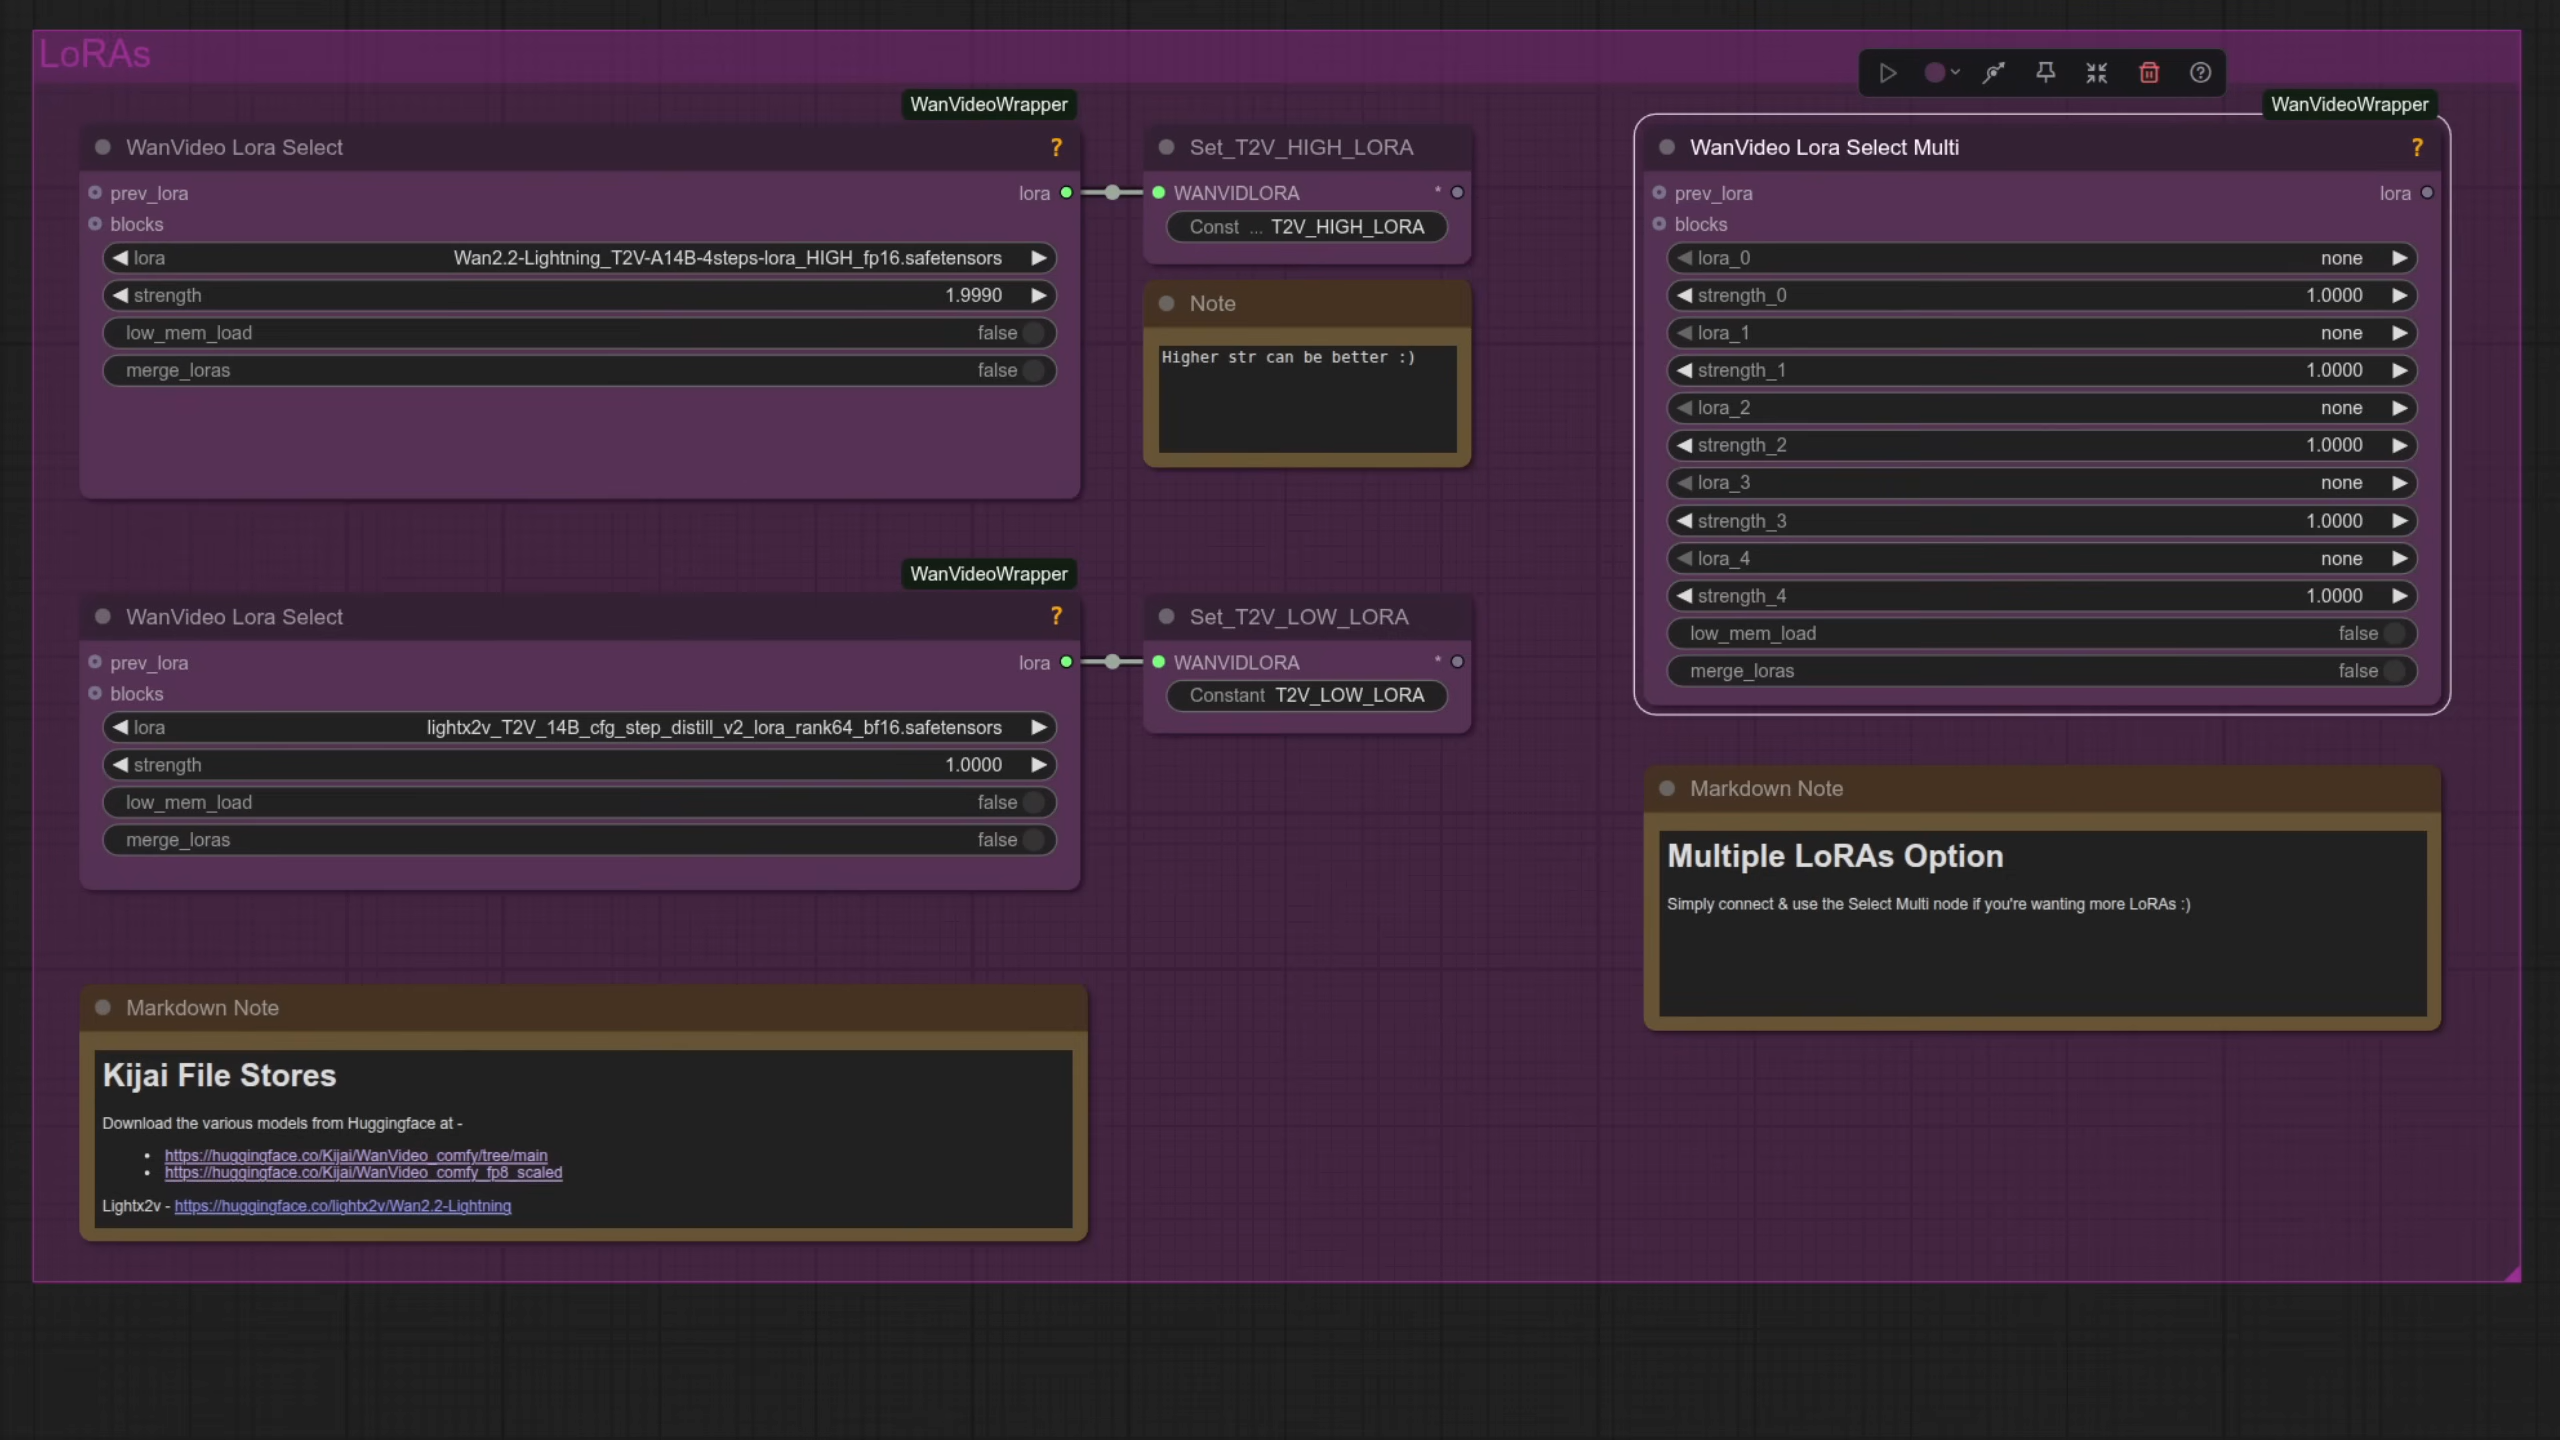 LoRAs
WanVideoWrapper
WanVideo Lora Select ?
prev_lora lora
blocks
lora Wan2.2-Lightning_T2V-A14B-4steps-lora_HIGH_fp16.safetensors
strength 1.9990
low_mem_load false
merge_loras false
Set_T2V_HIGH_LORA
WANVIDLORA *
Const ... T2V_HIGH_LORA
Note
Higher str can be better :)
WanVideoWrapper
WanVideo Lora Select ?
prev_lora lora
blocks
lora lightx2v_T2V_14B_cfg_step_distill_v2_lora_rank64_bf16.safetensors
strength 1.0000
low_mem_load false
merge_loras false
Set_T2V_LOW_LORA
WANVIDLORA *
Constant T2V_LOW_LORA
Markdown Note
Kijai File Stores
Download the various models from Huggingface at -
• https://huggingface.co/Kijai/WanVideo_comfy/tree/main
• https://huggingface.co/Kijai/WanVideo_comfy_fp8_scaled
Lightx2v - https://huggingface.co/lightx2v/Wan2.2-Lightning
WanVideoWrapper
WanVideo Lora Select Multi ?
prev_lora lora
blocks
lora_0 none
strength_0 1.0000
lora_1 none
strength_1 1.0000
lora_2 none
strength_2 1.0000
lora_3 none
strength_3 1.0000
lora_4 none
strength_4 1.0000
low_mem_load false
merge_loras false
Markdown Note
Multiple LoRAs Option
Simply connect & use the Select Multi node if you're wanting more LoRAs :)